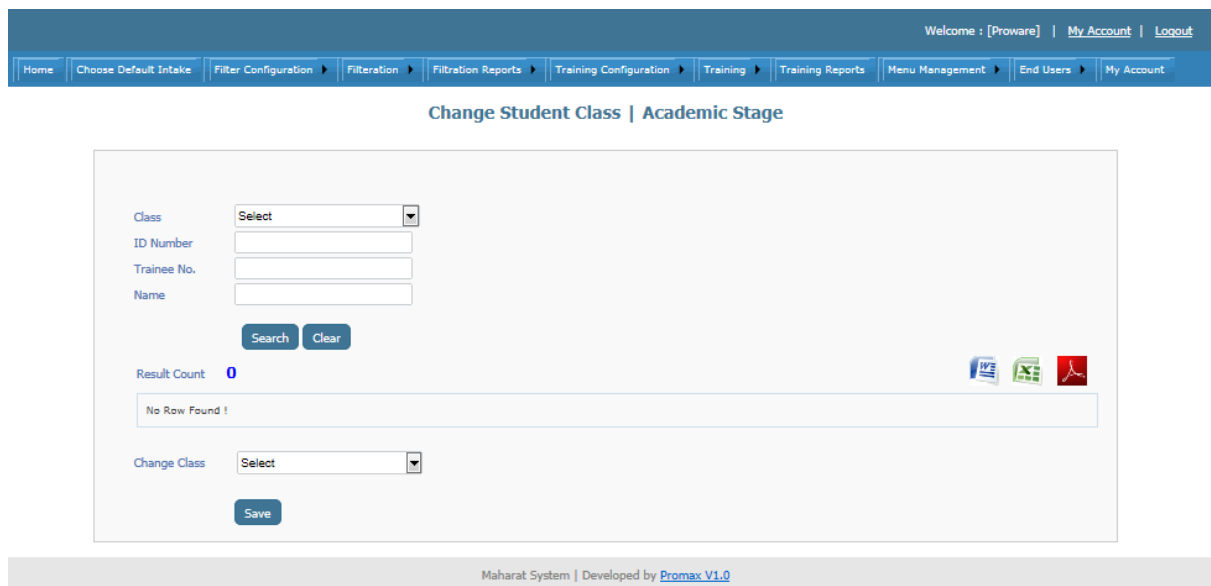 Welcome : [Proware] | My Account | Logout
Home Choose Default Intake Filter Configuration Filteration Filtration Reports Training Configuration Training Training Reports Menu Management End Users My Account
Change Student Class | Academic Stage
Class Select
ID Number
Trainee No.
Name
Search Clear
Result Count 0
No Row Found !
Change Class Select
Save
Maharat System | Developed by Promax V1.0